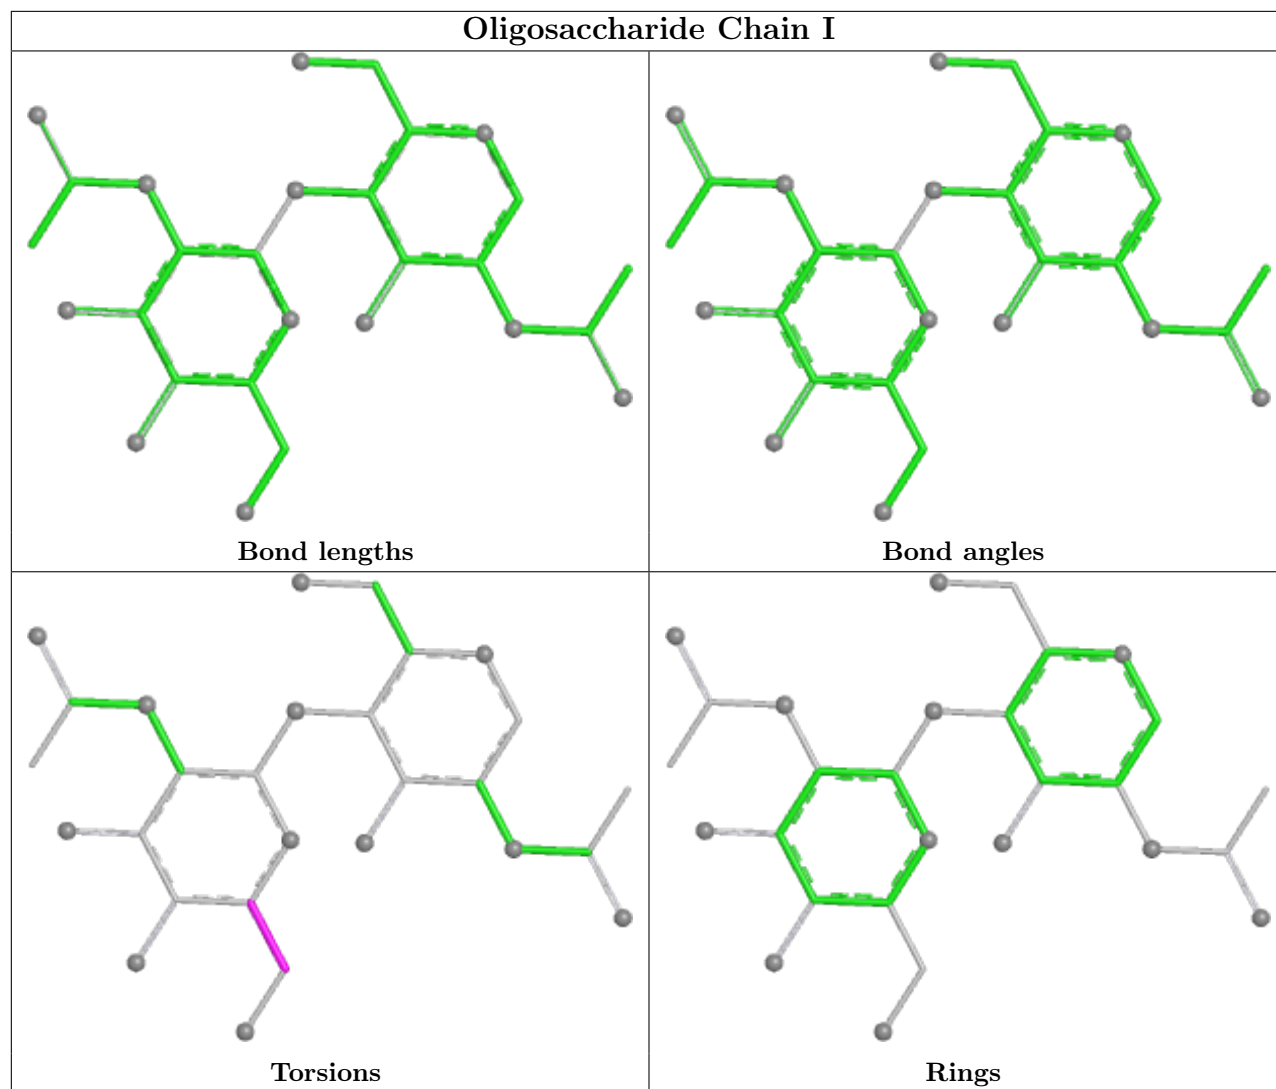 Oligosaccharide Chain I
Bond lengths
Bond angles
Torsions
Rings